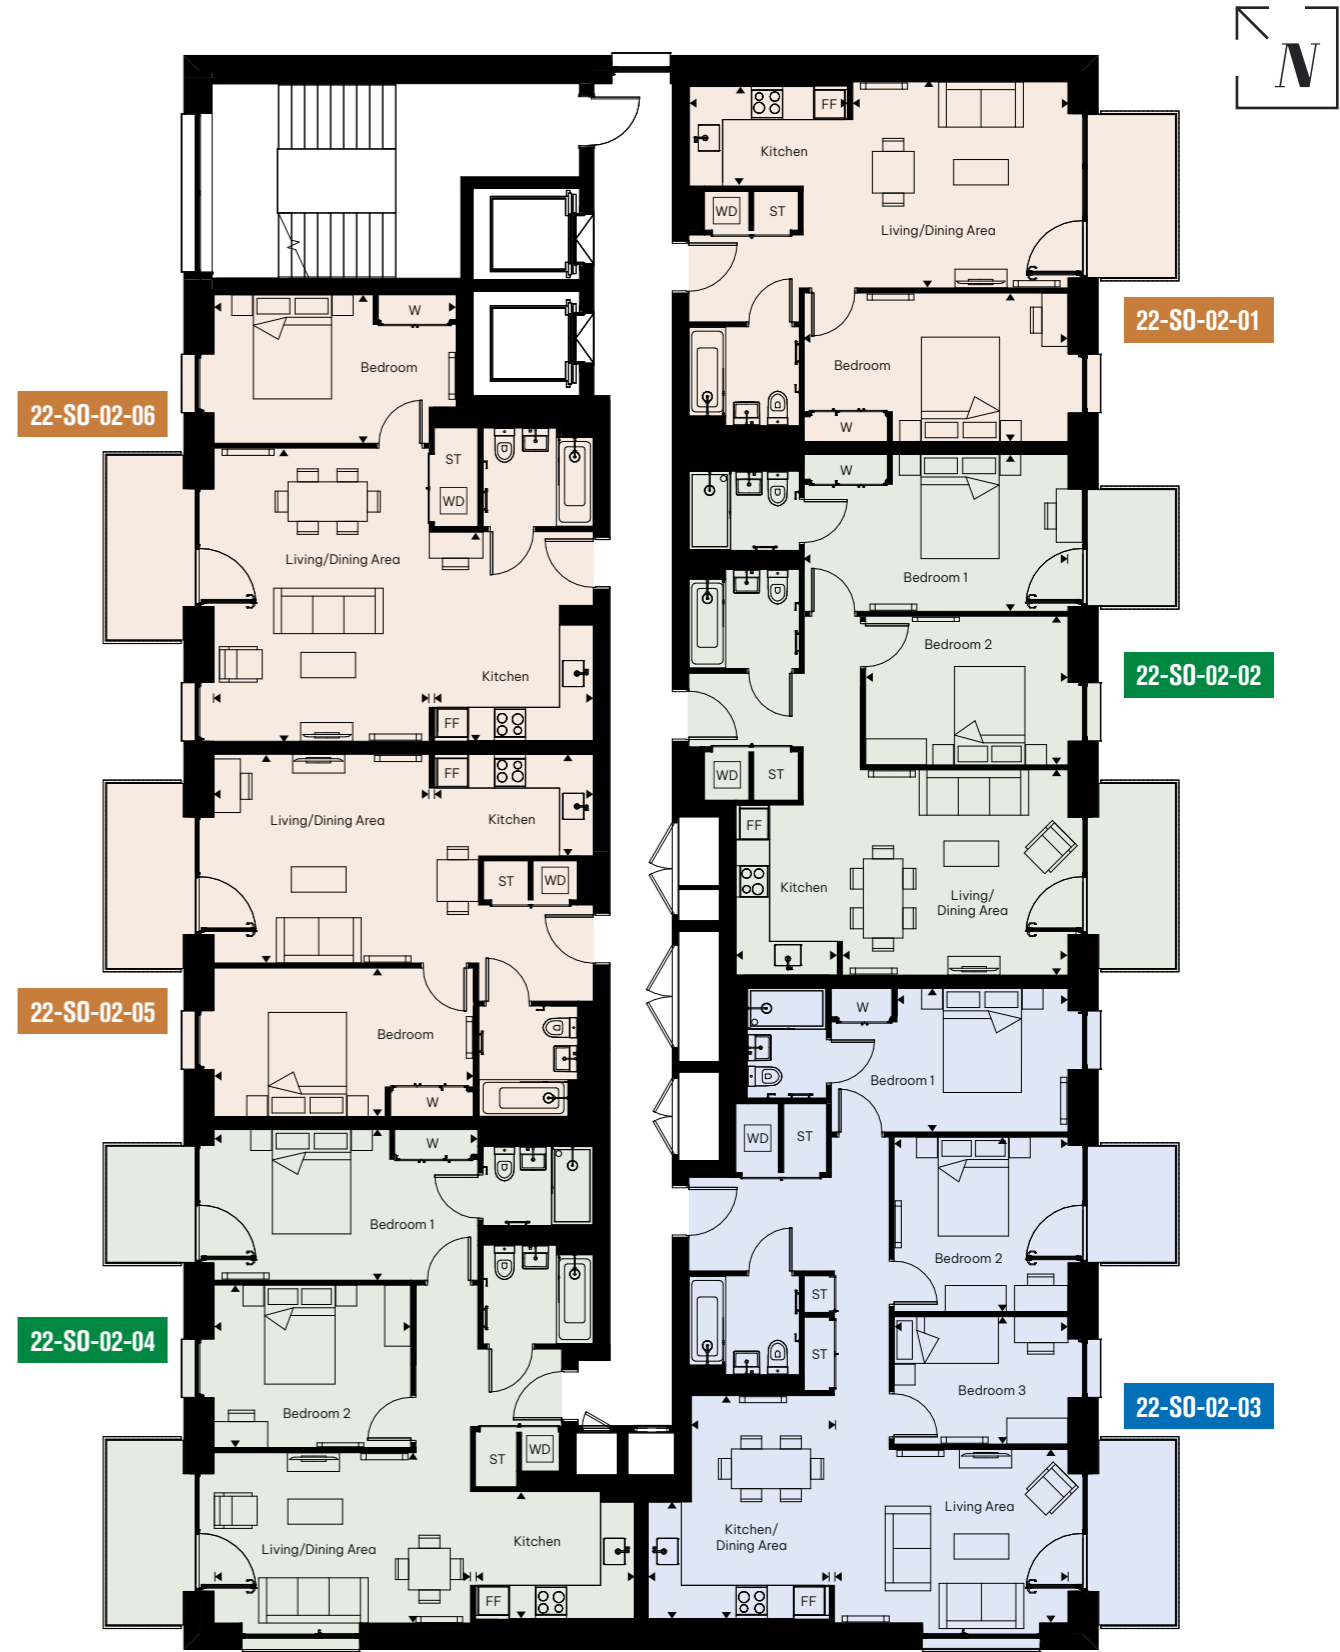 N
FF
Kitchen
WD
ST
Living/Dining Area
22-SO-02-01
Bedroom
W
W
Bedroom
22-SO-02-06
ST
WD
Living/Dining Area
Kitchen
FF
W
Bedroom 1
Bedroom 2
22-SO-02-02
WD
ST
FF
Kitchen
Living/
Dining Area
FF
Living/Dining Area
Kitchen
ST
WD
22-SO-02-05
Bedroom
W
W
Bedroom 1
WD
ST
Bedroom 2
ST
ST
Bedroom 3
22-SO-02-03
Living Area
Kitchen/
Dining Area
FF
W
Bedroom 1
22-SO-02-04
Bedroom 2
ST
WD
Living/Dining Area
Kitchen
FF